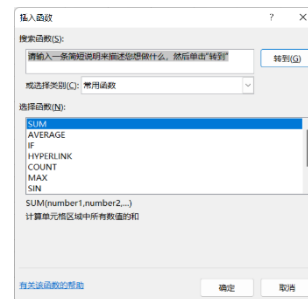 插入函数 ? ×
搜索函数(S):
请输入一条简短说明来描述您想做什么，然后单击"转到" 转到(G)
或选择类别(C): 常用函数
选择函数(N):
SUM
AVERAGE
IF
HYPERLINK
COUNT
MAX
SIN
SUM(number1,number2,...)
计算单元格区域中所有数值的和
有关该函数的帮助 确定 取消